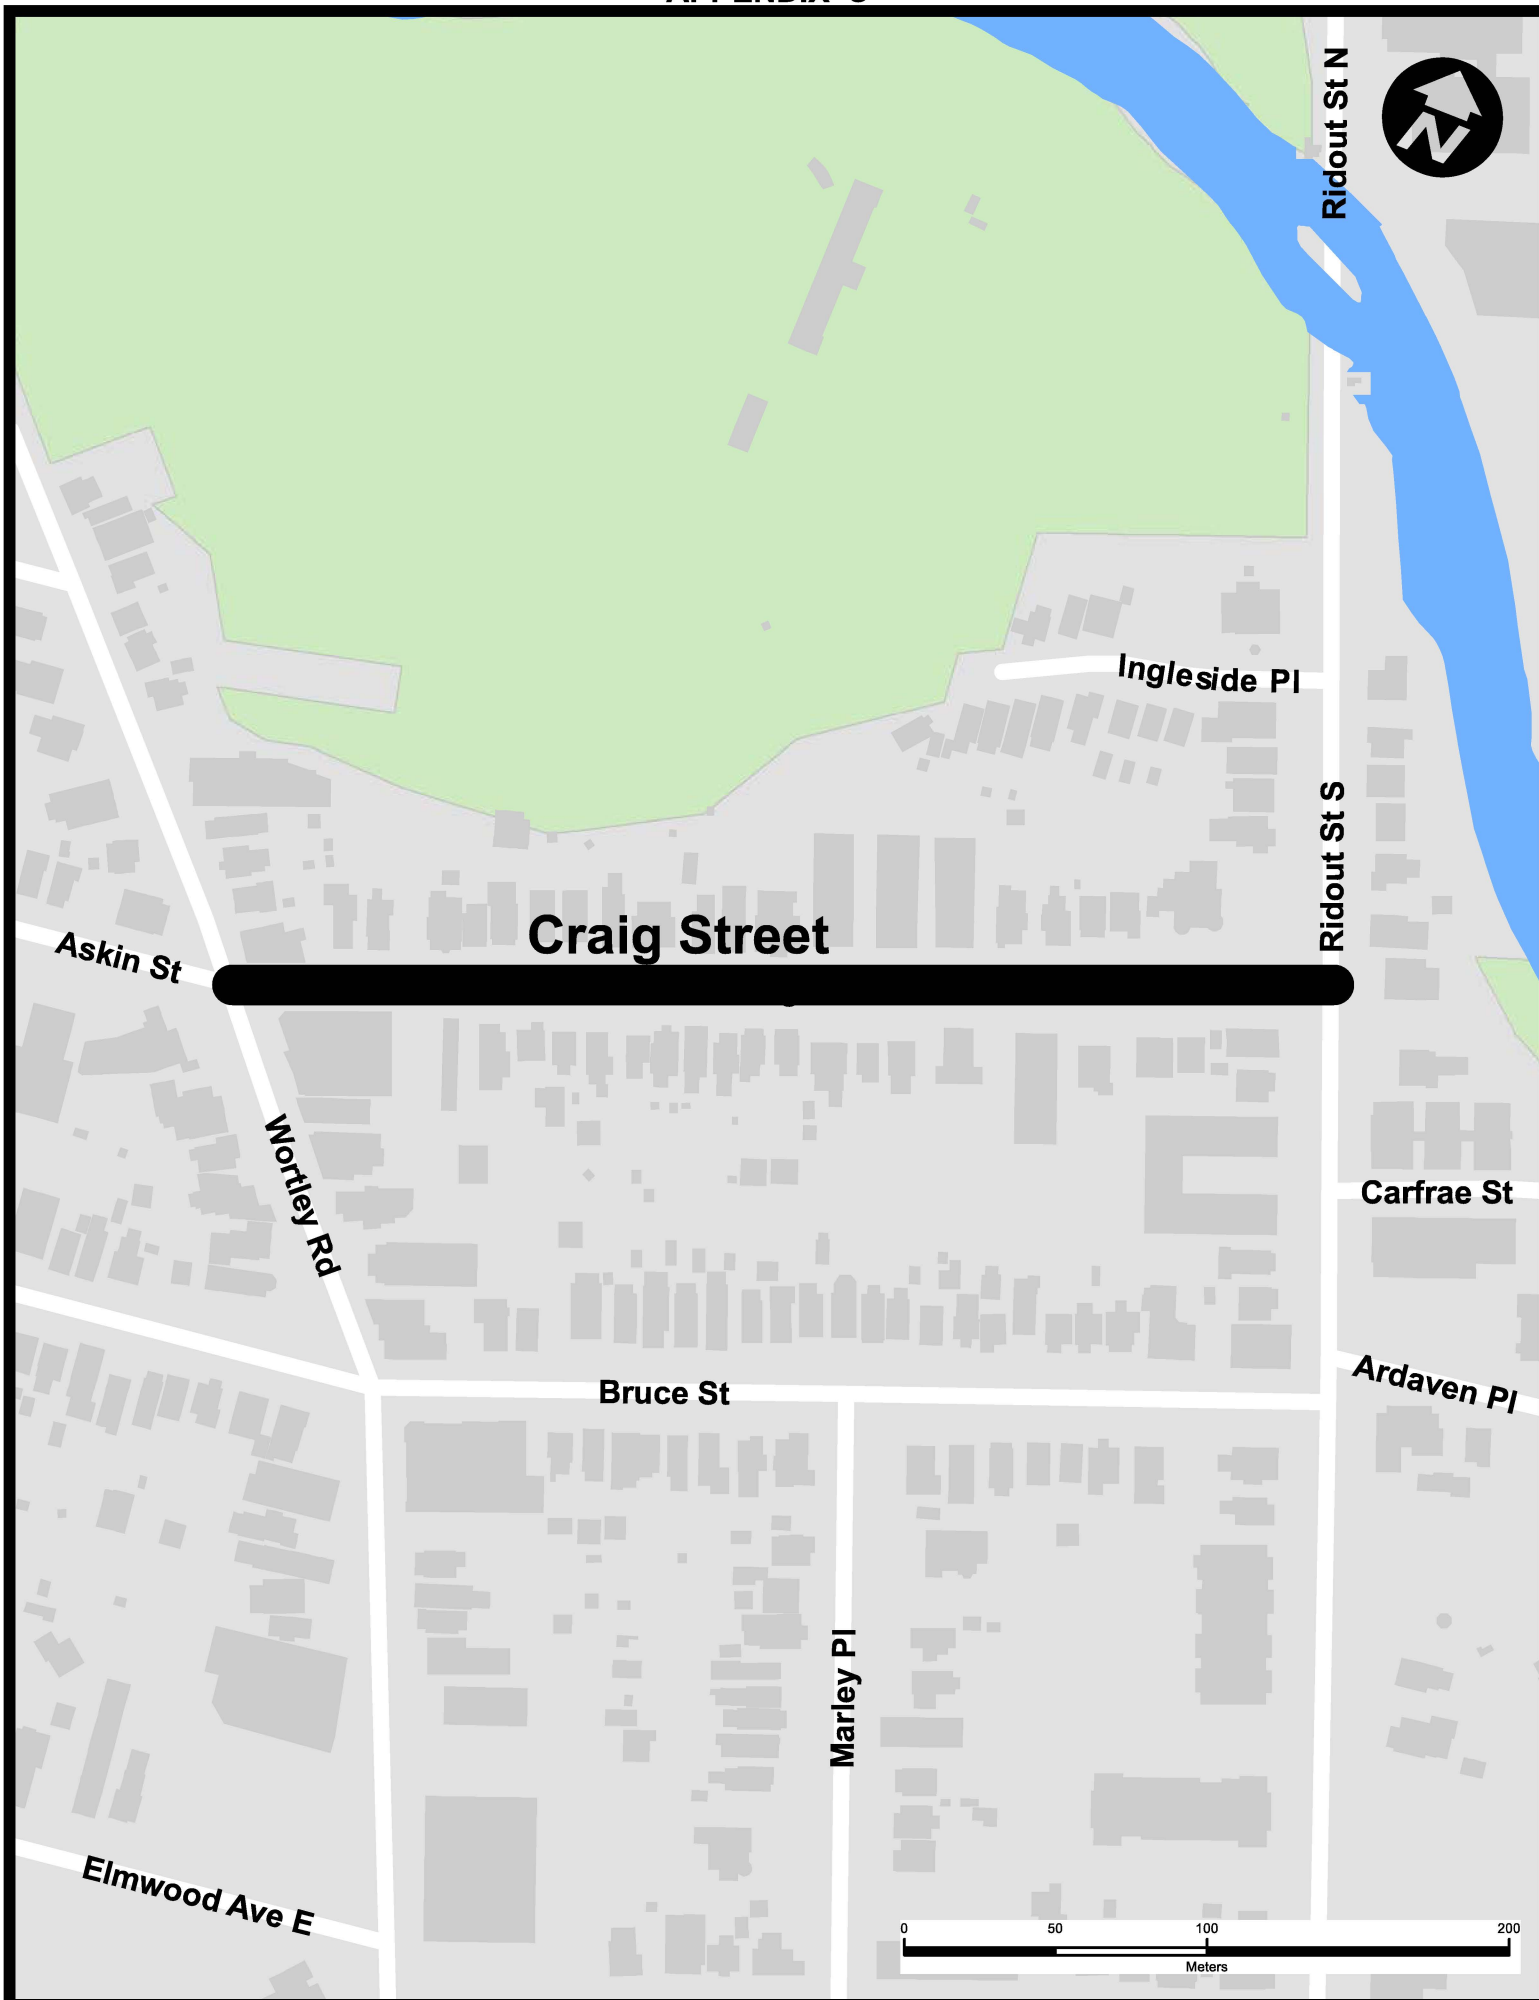 Ridout St N
N
Ingleside Pl
Ridout St S
Craig Street
Askin St
Wortley Rd
Carfrae St
Ardaven Pl
Bruce St
Marley Pl
Elmwood Ave E
0 50 100 200
Meters